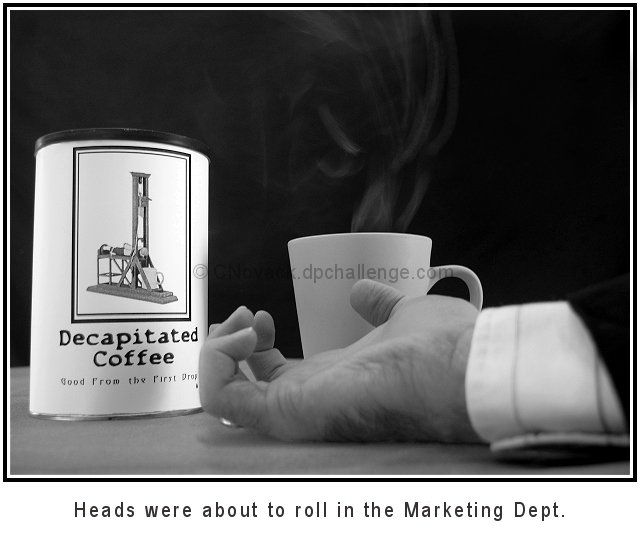 © CNovack.dpchallenge.com
Decapitated
Coffee
Good From the First Drop
Heads were about to roll in the Marketing Dept.